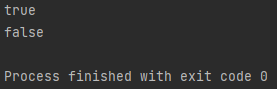 true
false
Process finished with exit code 0